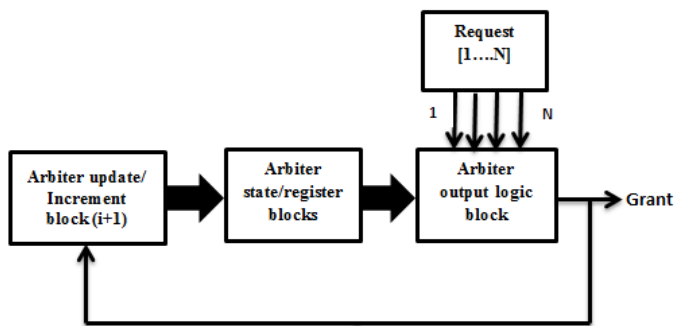 Request
[1....N]
1
N
Arbiter update/
Increment
block(i+1)
Arbiter
state/register
blocks
Arbiter
output logic
block
Grant